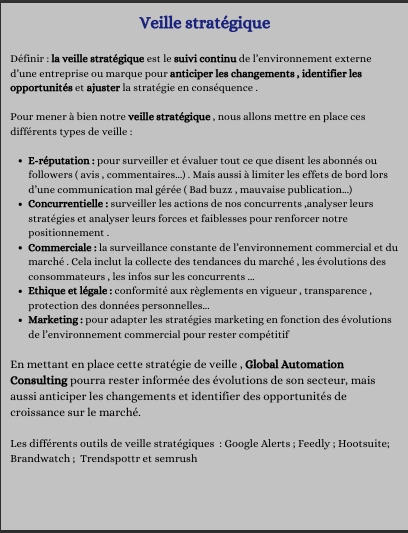 Veille stratégique
Définir : la veille stratégique est le suivi continu de l'environnement externe
d'une entreprise ou marque pour anticiper les changements , identifier les
opportunités et ajuster la stratégie en conséquence .
Pour mener à bien notre veille stratégique , nous allons mettre en place ces
différents types de veille :
• E-réputation : pour surveiller et évaluer tout ce que disent les abonnés ou
followers ( avis , commentaires...) . Mais aussi à limiter les effets de bord lors
d'une communication mal gérée ( Bad buzz , mauvaise publication...)
• Concurrentielle : surveiller les actions de nos concurrents ,analyser leurs
stratégies et analyser leurs forces et faiblesses pour renforcer notre
positionnement .
• Commerciale : la surveillance constante de l'environnement commercial et du
marché . Cela inclut la collecte des tendances du marché , les évolutions des
consommateurs , les infos sur les concurrents ...
• Ethique et légale : conformité aux règlements en vigueur , transparence ,
protection des données personnelles...
• Marketing : pour adapter les stratégies marketing en fonction des évolutions
de l'environnement commercial pour rester compétitif
En mettant en place cette stratégie de veille , Global Automation
Consulting pourra rester informée des évolutions de son secteur, mais
aussi anticiper les changements et identifier des opportunités de
croissance sur le marché.
Les différents outils de veille stratégiques : Google Alerts ; Feedly ; Hootsuite;
Brandwatch ; Trendspottr et semrush